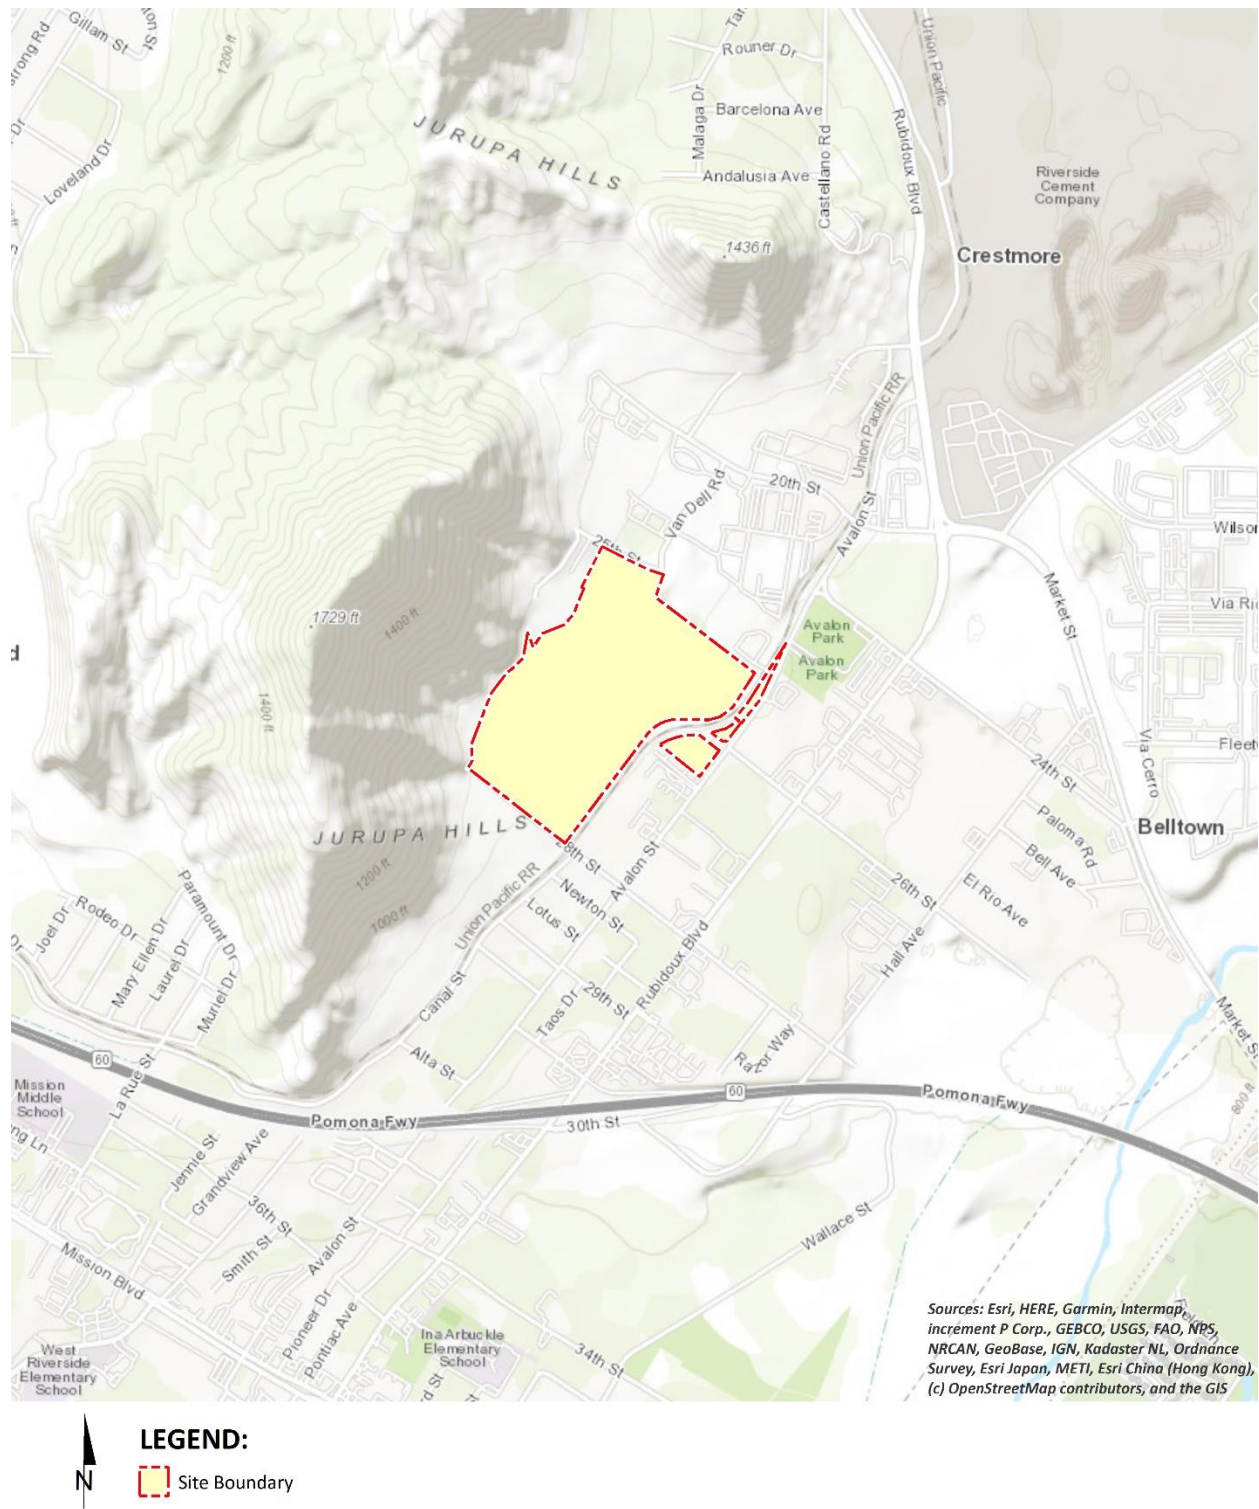 Gillam St
1200 ft
Loveland Dr
JURUPA HILLS
Rouner Dr
Barcelona Ave
Malaga Dr
Andalusia Ave
Castellano Rd
Rubidoux Blvd
Union Pacific
Riverside
Cement
Company
Crestmore
1436 ft
Union Pacific RR
20th St
Van Dell Rd
Avalon St
25th St
Wilson
Market St
1729 ft
1400 ft
Avalon
Park
Avalon
Park
1400 ft
Via Cerro
24th St
Paloma Rd
Bell Ave
Belltown
JURUPA HILLS
28th St
Avalon St
1200 ft
1000 ft
Union Pacific RR
Newton St
Lotus St
26th St
El Rio Ave
Hall Ave
Rubidoux Blvd
Paramount Dr
Rodeo Dr
Joel Dr
Mary Ellen Dr
Laurel Dr
Muriel Dr
Canal St
29th St
Taos Dr
Market St
Alta St
Razor Way
60
60
Pomona Fwy
Pomona Fwy
800 ft
Mission
Middle
School
La Rue St
30th St
Jennie St
Grandview Ave
36th St
Smith St
Avalon St
Wallace St
Mission Blvd
Pioneer Dr
Pontiac Ave
Ina Arbuckle
Elementary
School
34th St
West
Riverside
Elementary
School
Sources: Esri, HERE, Garmin, Intermap,
increment P Corp., GEBCO, USGS, FAO, NPS,
NRCAN, GeoBase, IGN, Kadaster NL, Ordnance
Survey, Esri Japan, METI, Esri China (Hong Kong),
(c) OpenStreetMap contributors, and the GIS
N
LEGEND:
Site Boundary